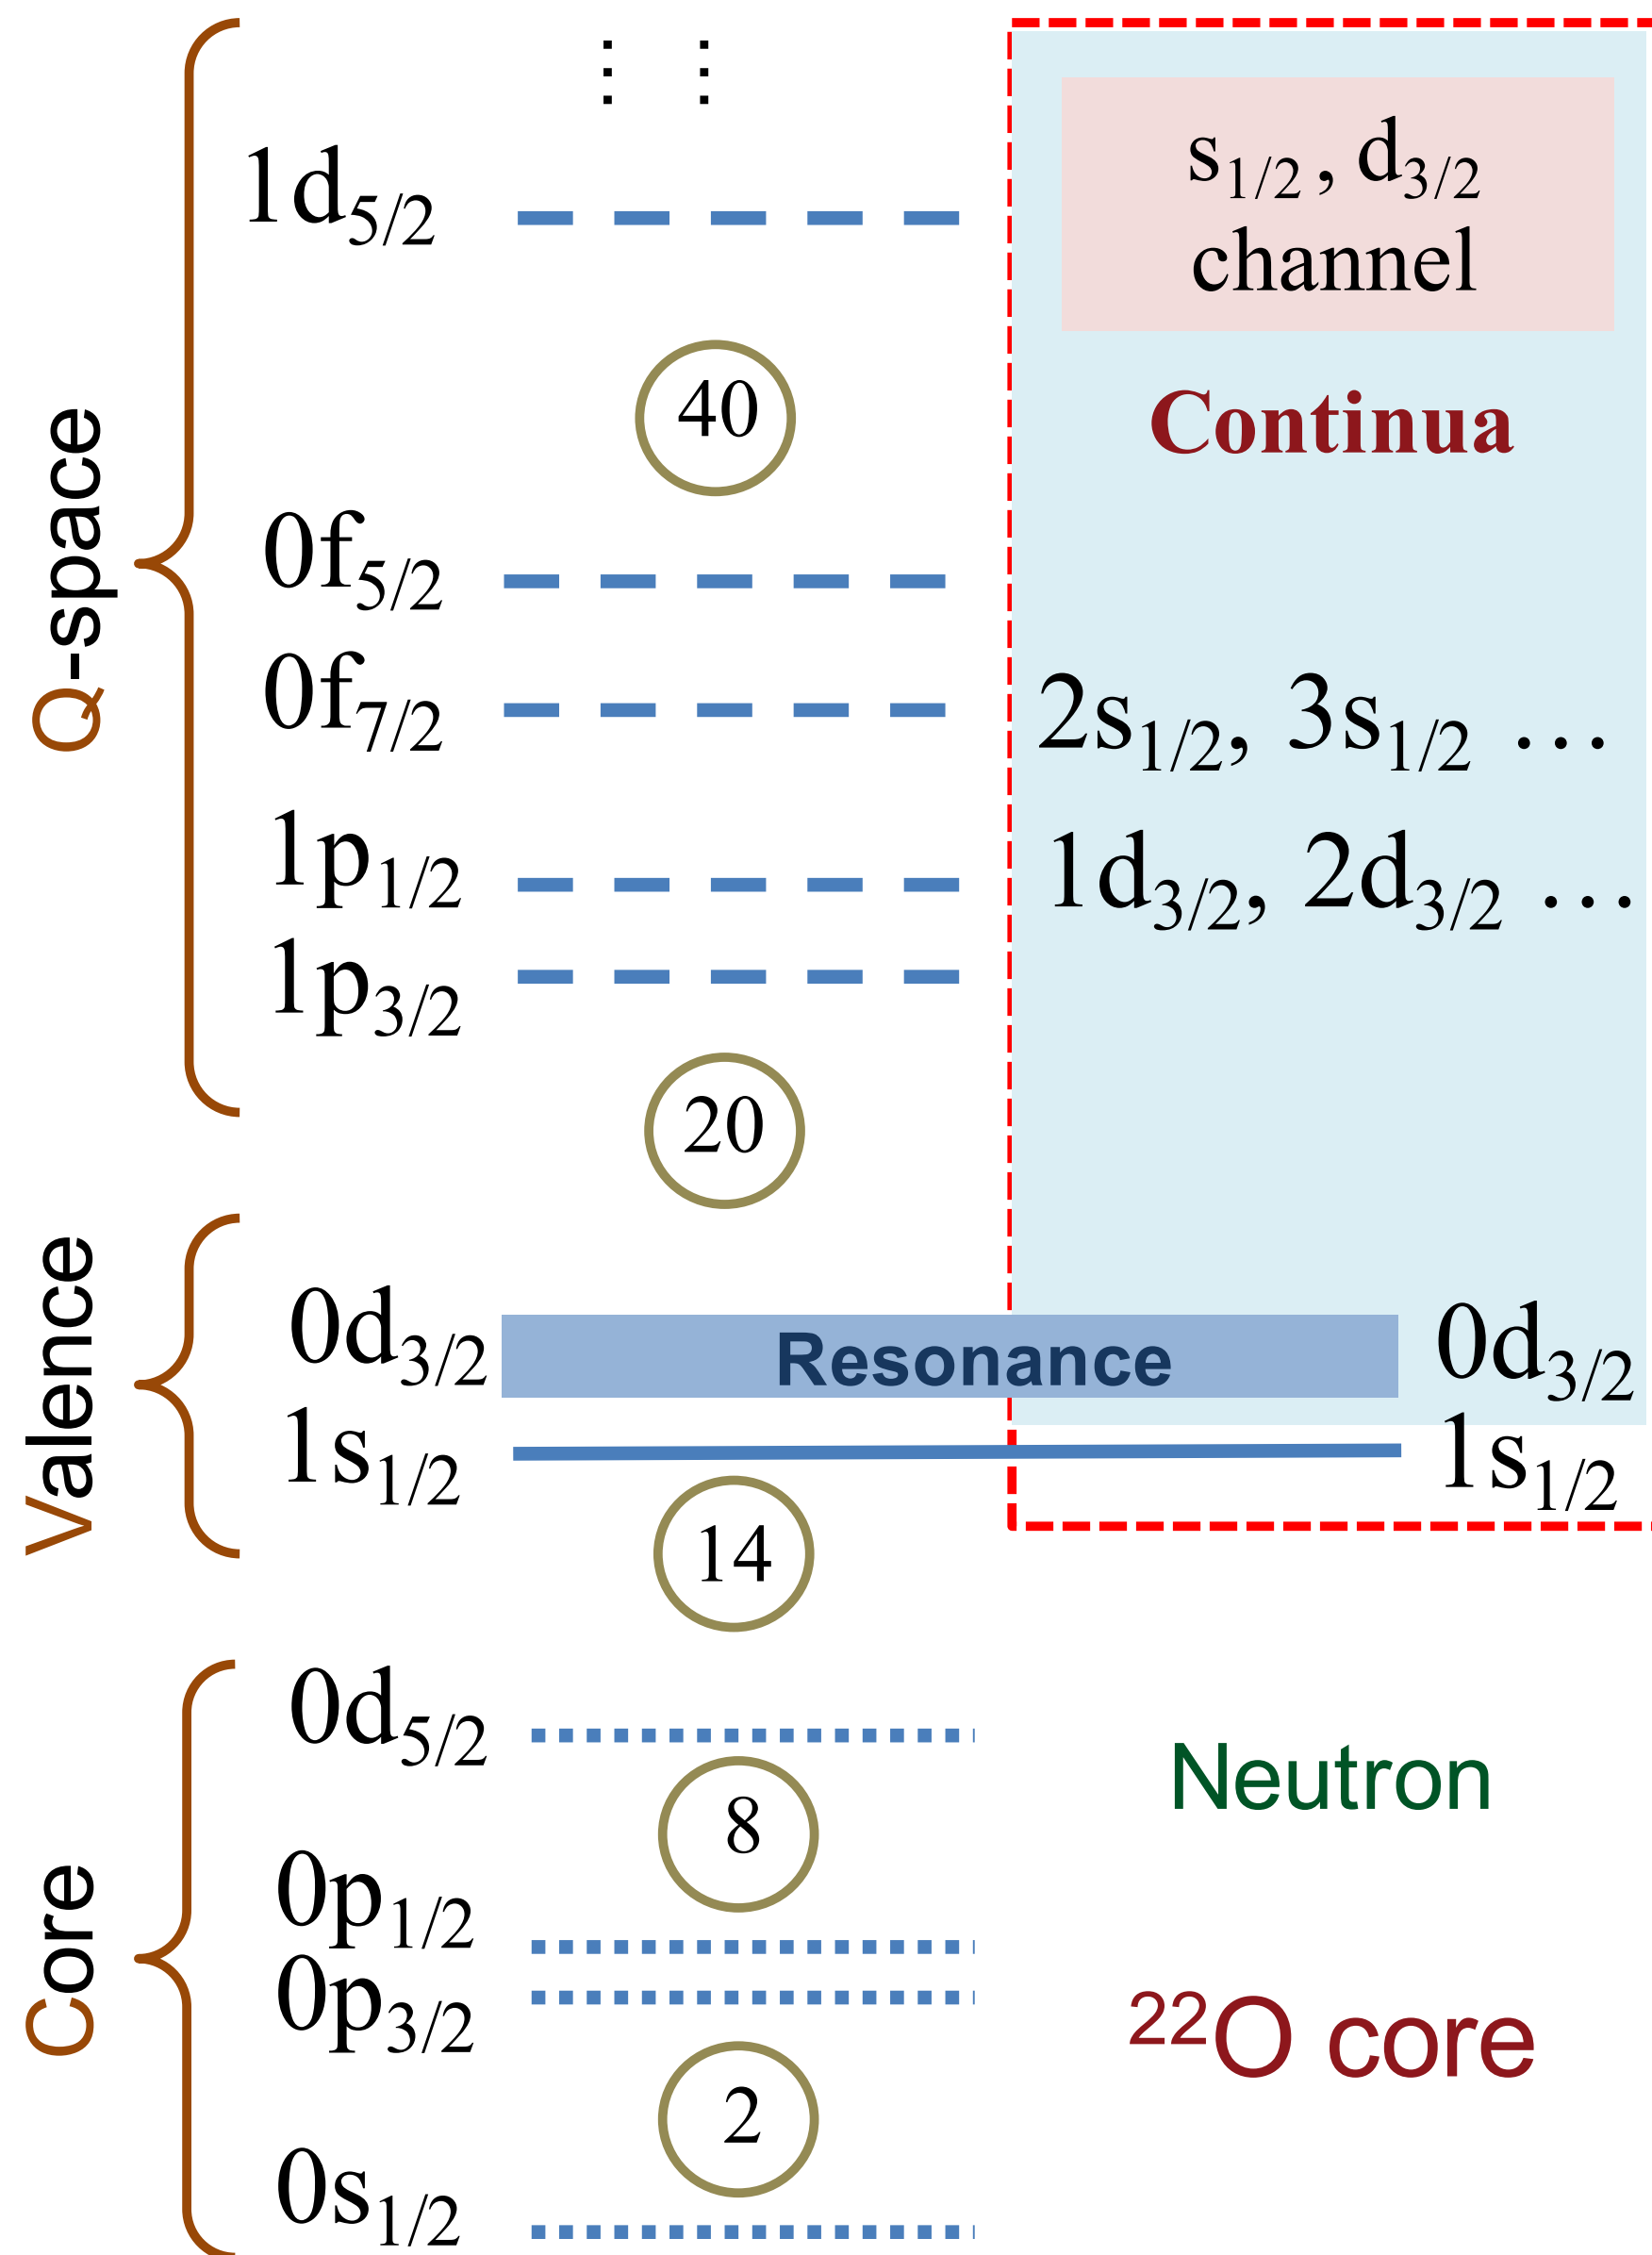 ⋮ ⋮
s1/2 , d3/2
channel
1d5/2
40
Continua
0f5/2
Q-space
0f7/2
2s1/2, 3s1/2 …
1p1/2
1d3/2, 2d3/2 …
1p3/2
20
Valence
0d3/2
Resonance
0d3/2
1s1/2
1s1/2
14
0d5/2
Neutron
8
0p1/2
Core
0p3/2
22O core
2
0s1/2